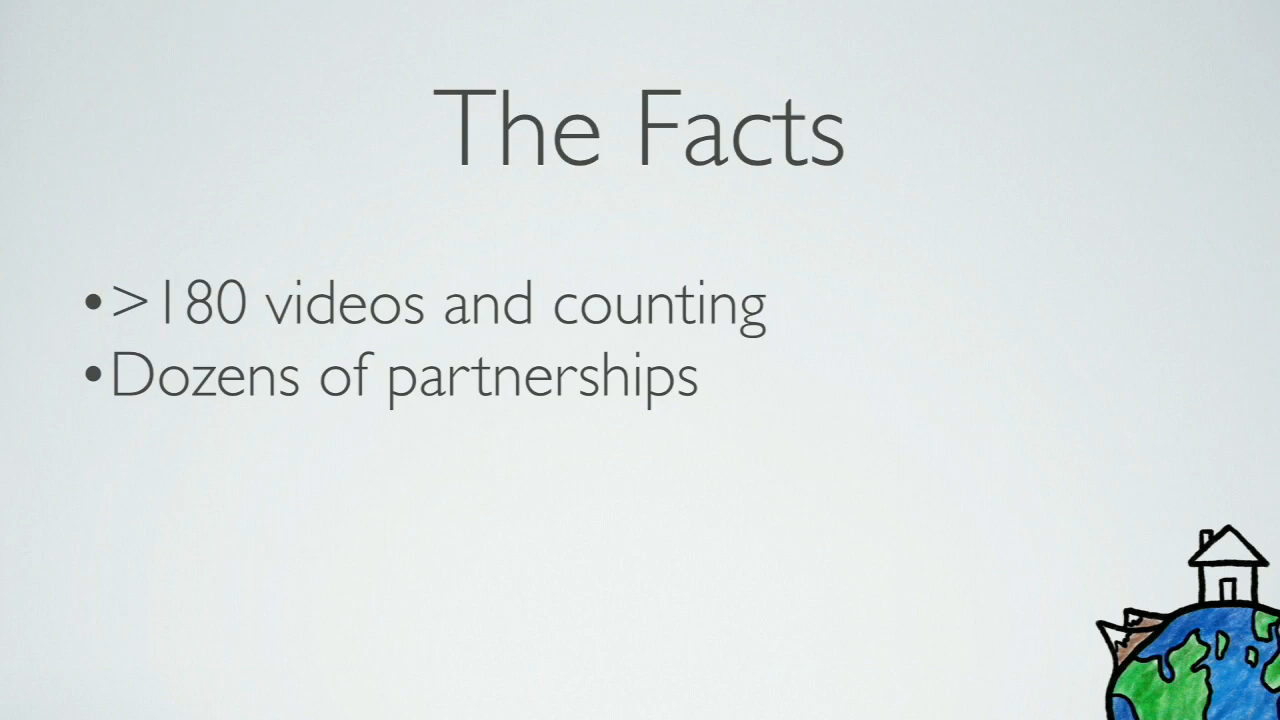 The Facts
•>180 videos and counting
•Dozens of partnerships